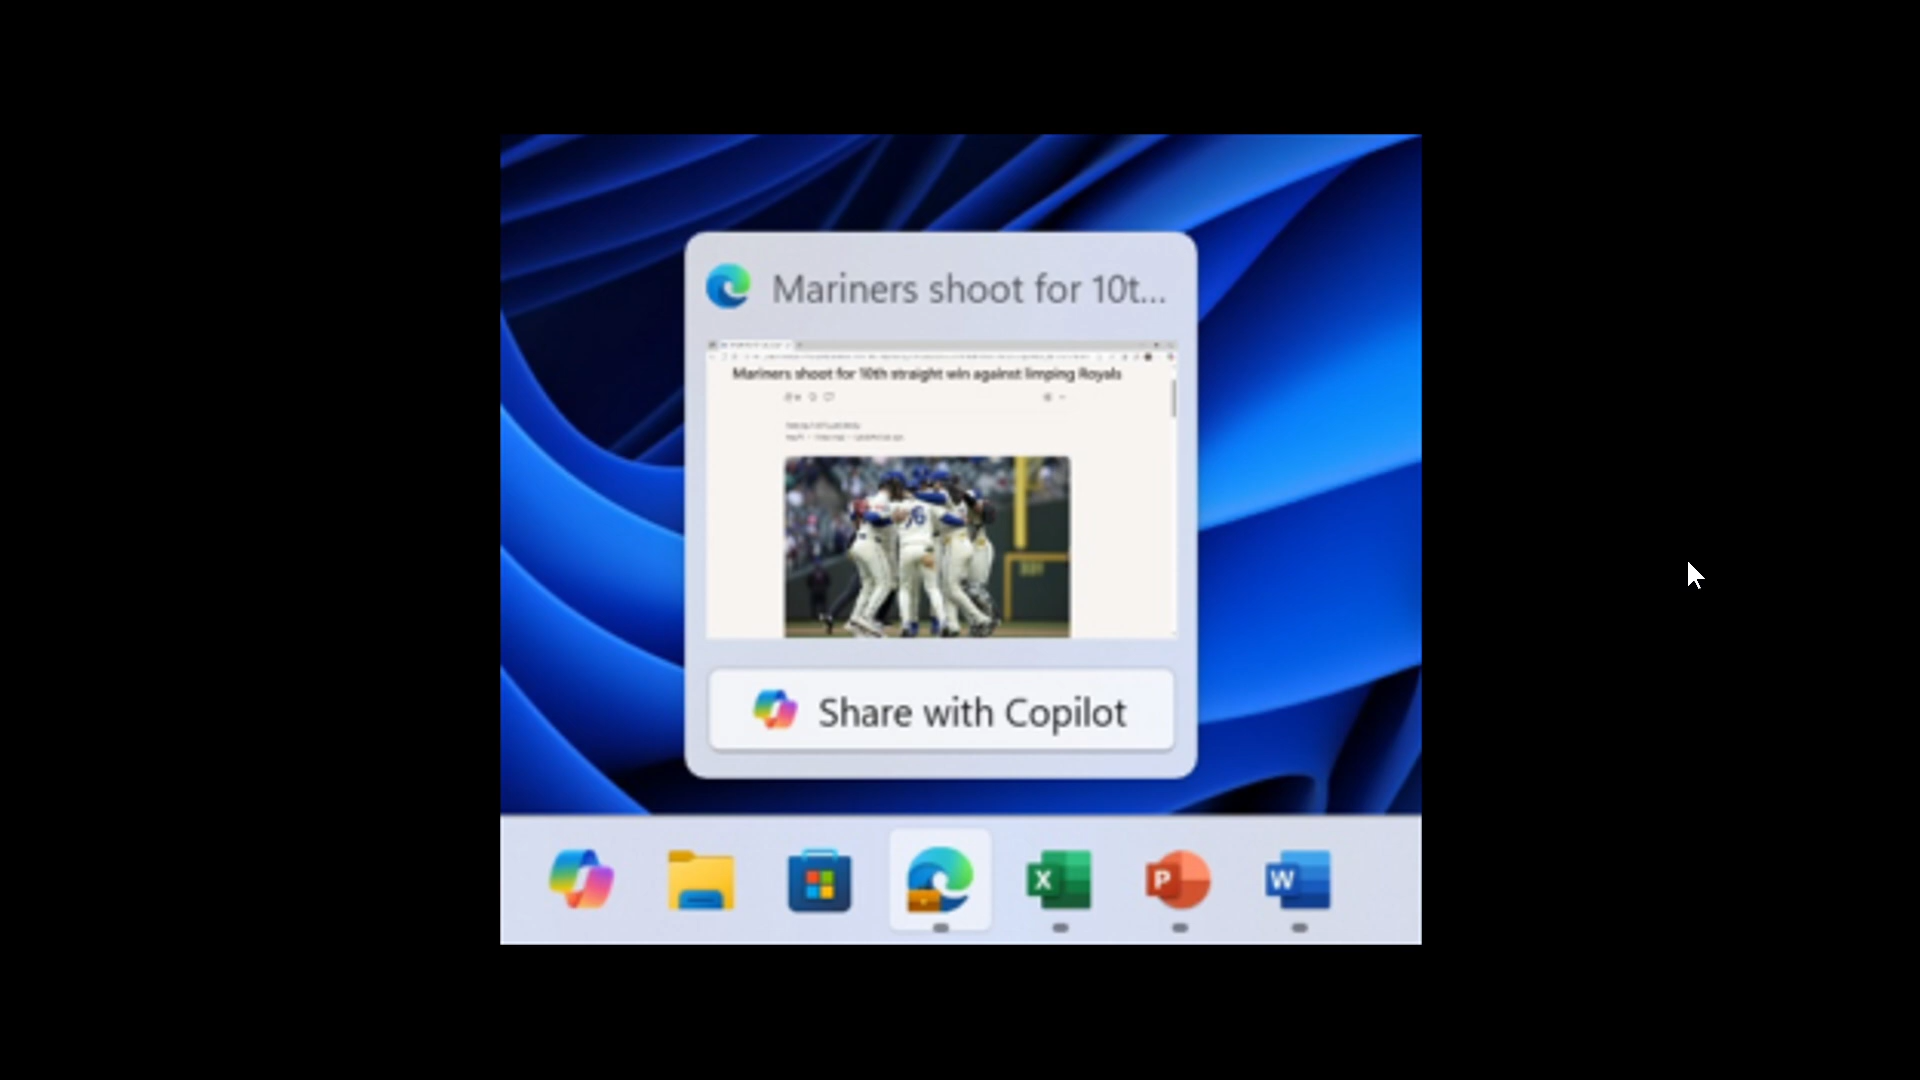 Mariners shoot for 10t...
Mariners shoot for 10th straight win against limping Royals
Share with Copilot
X
P
W